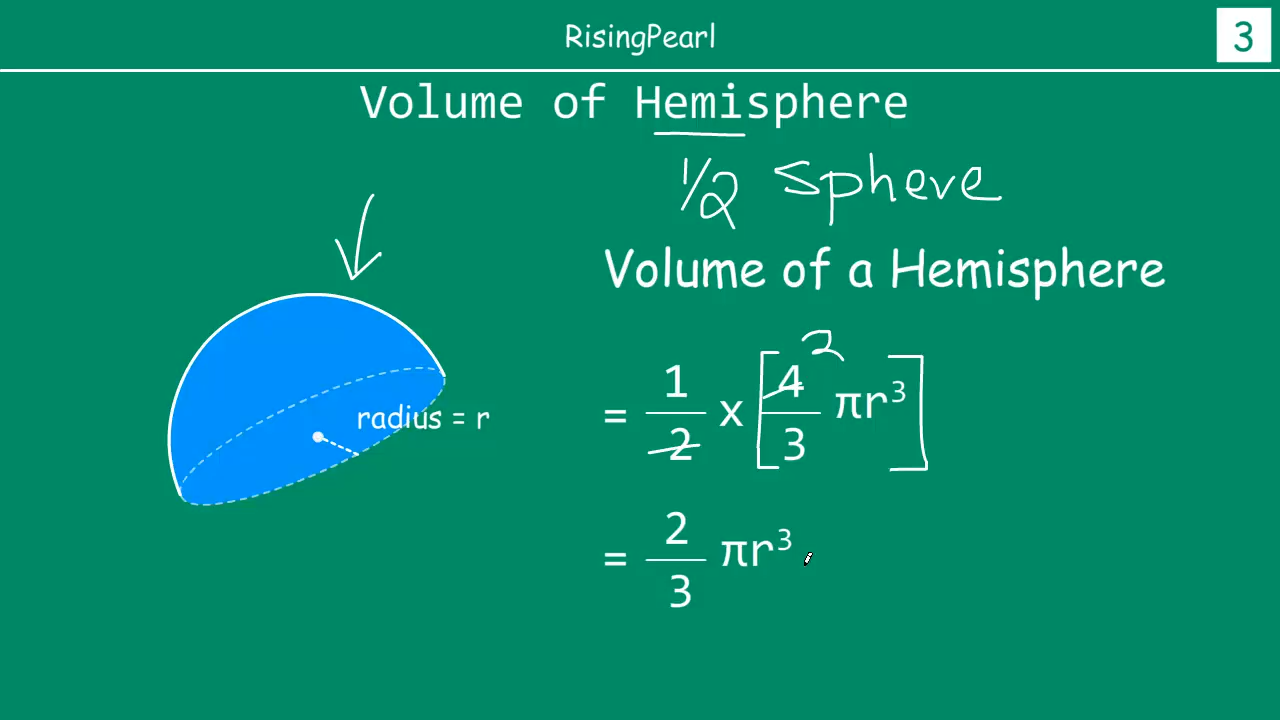 RisingPearl
3
Volume of Hemisphere
1/2 sphere
Volume of a Hemisphere
= 1/2 x [4/3 πr³] 2
radius = r
= 2/3 πr³